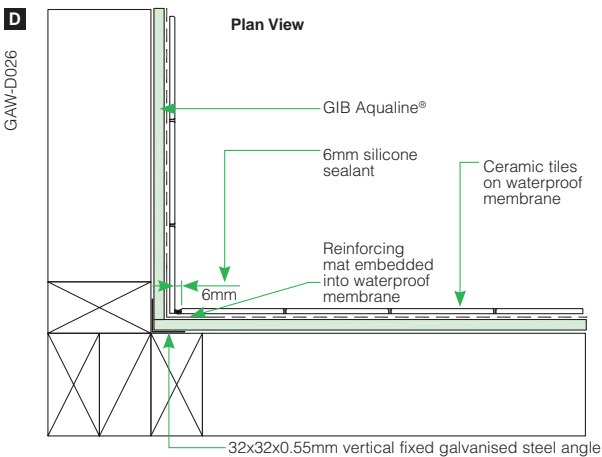 D
Plan View
GAW-D026
GIB Aqualine®
6mm silicone
sealant
Ceramic tiles
on waterproof
membrane
Reinforcing
mat embedded
into waterproof
membrane
6mm
32x32x0.55mm vertical fixed galvanised steel angle